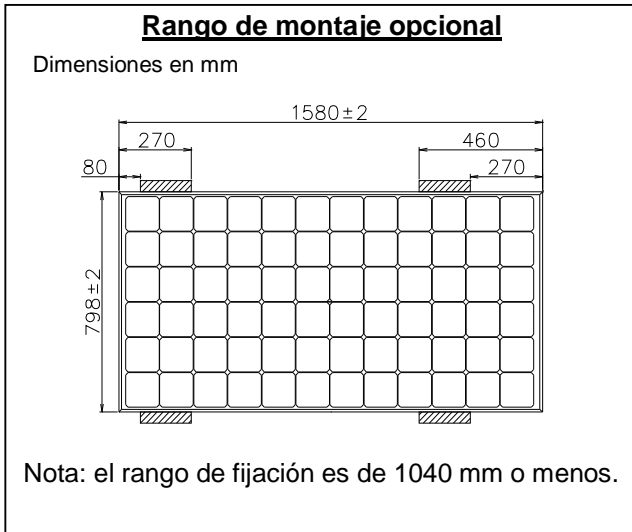 Rango de montaje opcional
Dimensiones en mm
1580±2
270
460
80
270
798±2
Nota: el rango de fijación es de 1040 mm o menos.